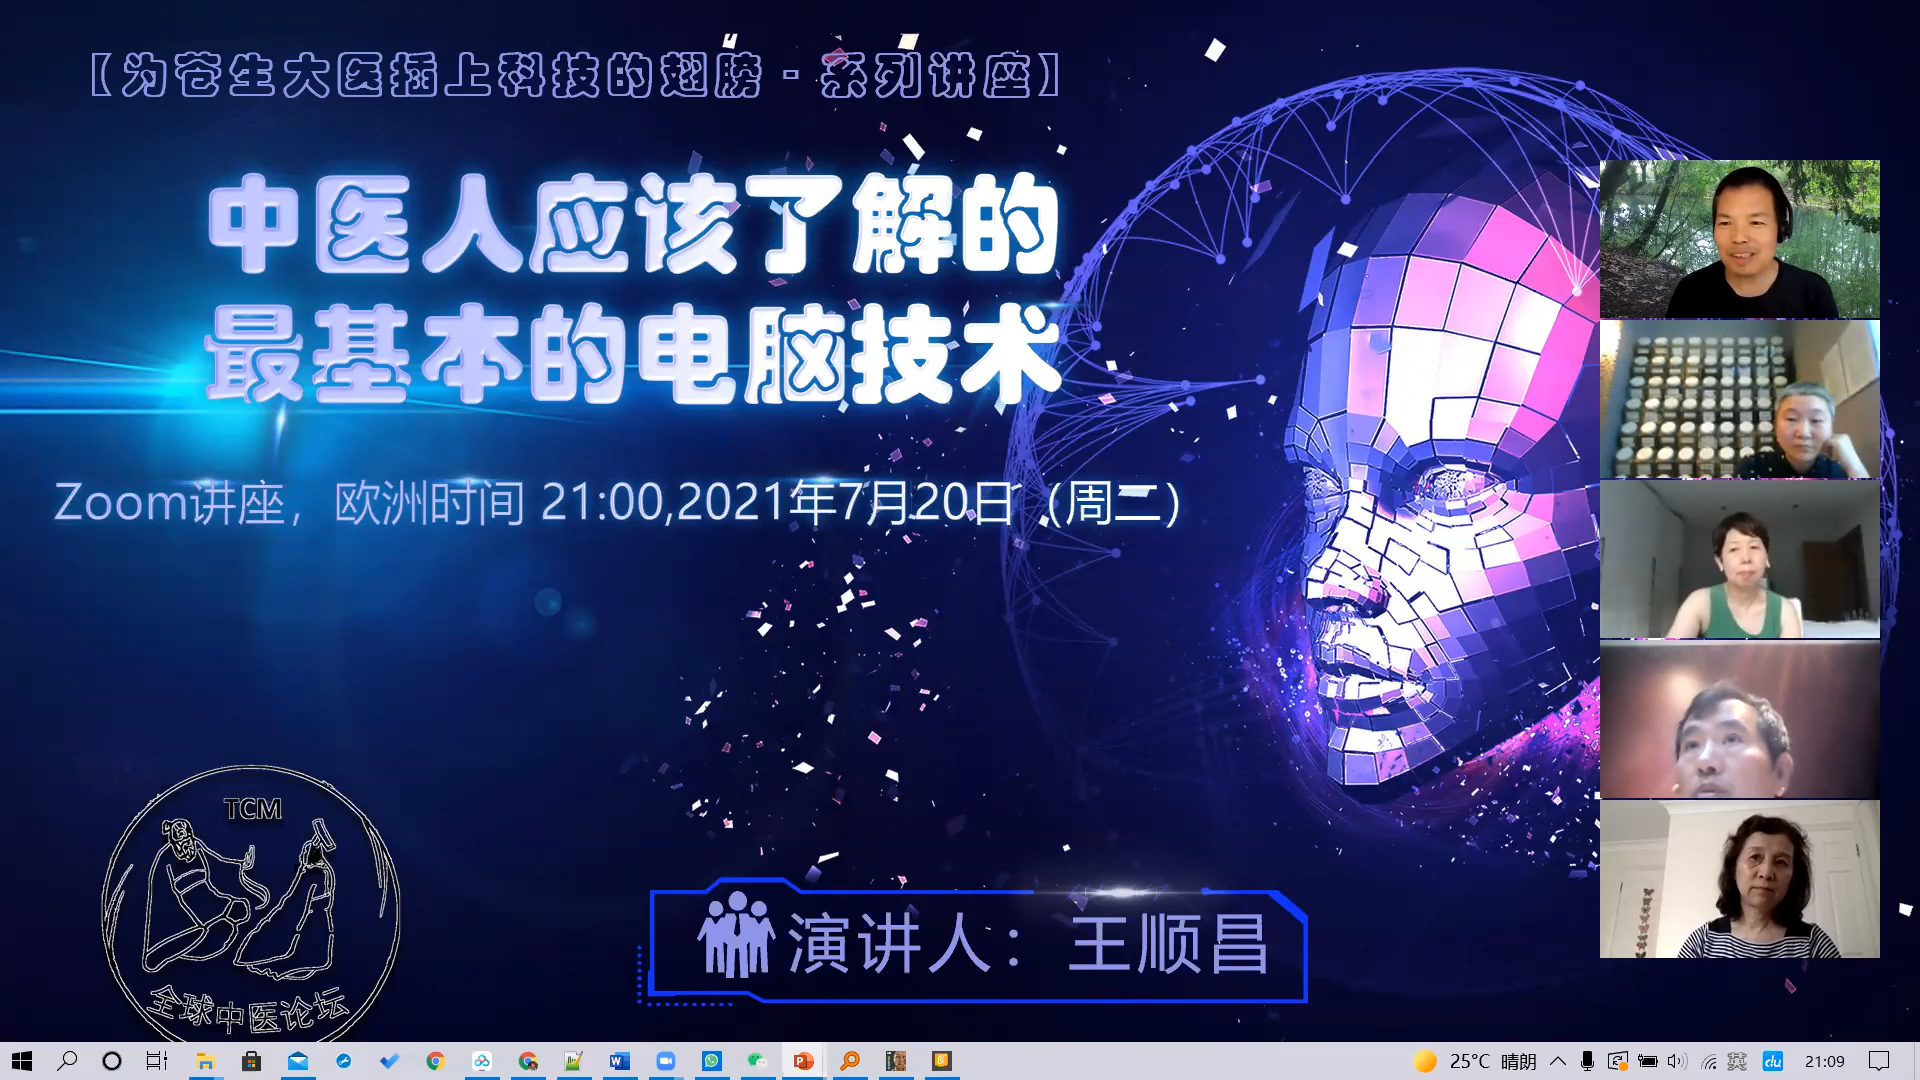 【为苍生大医插上科技的翅膀-系列讲座】
中医人应该了解的
最基本的电脑技术
Zoom讲座，欧洲时间 21:00,2021年7月20日（周二）
TCM
全球中医论坛
演讲人： 王顺昌
25°C 晴朗
英
du
21:09